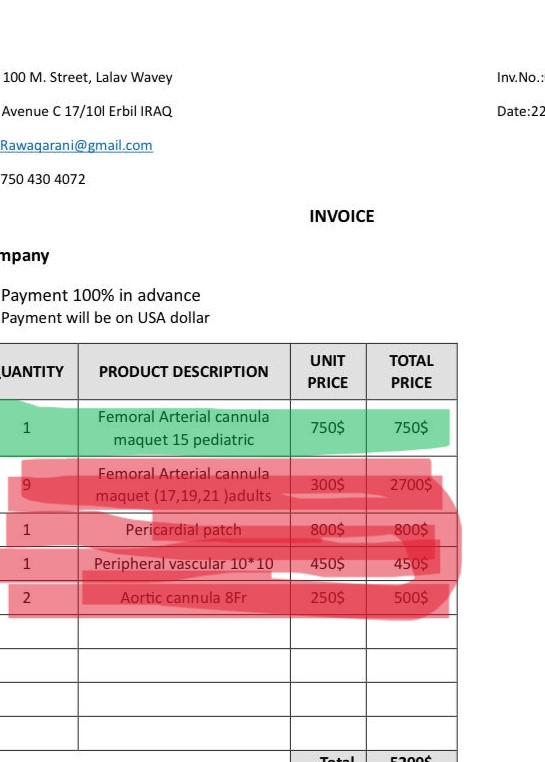 100 M. Street, Lalav Wavey
Inv.No.:
Avenue C 17/10l Erbil IRAQ
Date:22
Rawaqarani@gmail.com
750 430 4072
INVOICE
mpany
Payment 100% in advance
Payment will be on USA dollar
UANTITY PRODUCT DESCRIPTION UNIT PRICE TOTAL PRICE
1 Femoral Arterial cannula maquet 15 pediatric 750$ 750$
9 Femoral Arterial cannula maquet (17,19,21 )adults 300$ 2700$
1 Pericardial patch 800$ 800$
1 Peripheral vascular 10*10 450$ 450$
2 Aortic cannula 8Fr 250$ 500$
Total